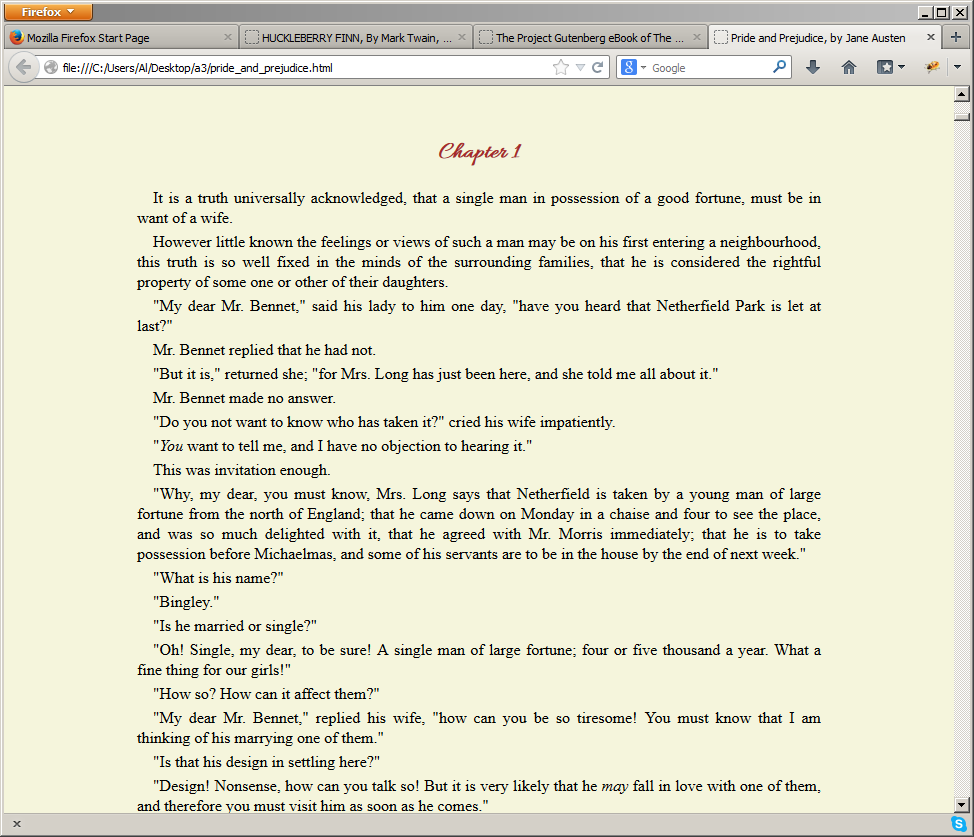 Firefox
Mozilla Firefox Start Page
HUCKLEBERRY FINN, By Mark Twain, ...
The Project Gutenberg eBook of The ...
Pride and Prejudice, by Jane Austen
file:///C:/Users/Al/Desktop/a3/pride_and_prejudice.html
8
Google
Chapter 1
It is a truth universally acknowledged, that a single man in possession of a good fortune, must be in
want of a wife.
However little known the feelings or views of such a man may be on his first entering a neighbourhood,
this truth is so well fixed in the minds of the surrounding families, that he is considered the rightful
property of some one or other of their daughters.
"My dear Mr. Bennet," said his lady to him one day, "have you heard that Netherfield Park is let at
last?"
Mr. Bennet replied that he had not.
"But it is," returned she; "for Mrs. Long has just been here, and she told me all about it."
Mr. Bennet made no answer.
"Do you not want to know who has taken it?" cried his wife impatiently.
"You want to tell me, and I have no objection to hearing it."
This was invitation enough.
"Why, my dear, you must know, Mrs. Long says that Netherfield is taken by a young man of large
fortune from the north of England; that he came down on Monday in a chaise and four to see the place,
and was so much delighted with it, that he agreed with Mr. Morris immediately; that he is to take
possession before Michaelmas, and some of his servants are to be in the house by the end of next week."
"What is his name?"
"Bingley."
"Is he married or single?"
"Oh! Single, my dear, to be sure! A single man of large fortune; four or five thousand a year. What a
fine thing for our girls!"
"How so? How can it affect them?"
"My dear Mr. Bennet," replied his wife, "how can you be so tiresome! You must know that I am
thinking of his marrying one of them."
"Is that his design in settling here?"
"Design! Nonsense, how can you talk so! But it is very likely that he may fall in love with one of them,
and therefore you must visit him as soon as he comes."
S